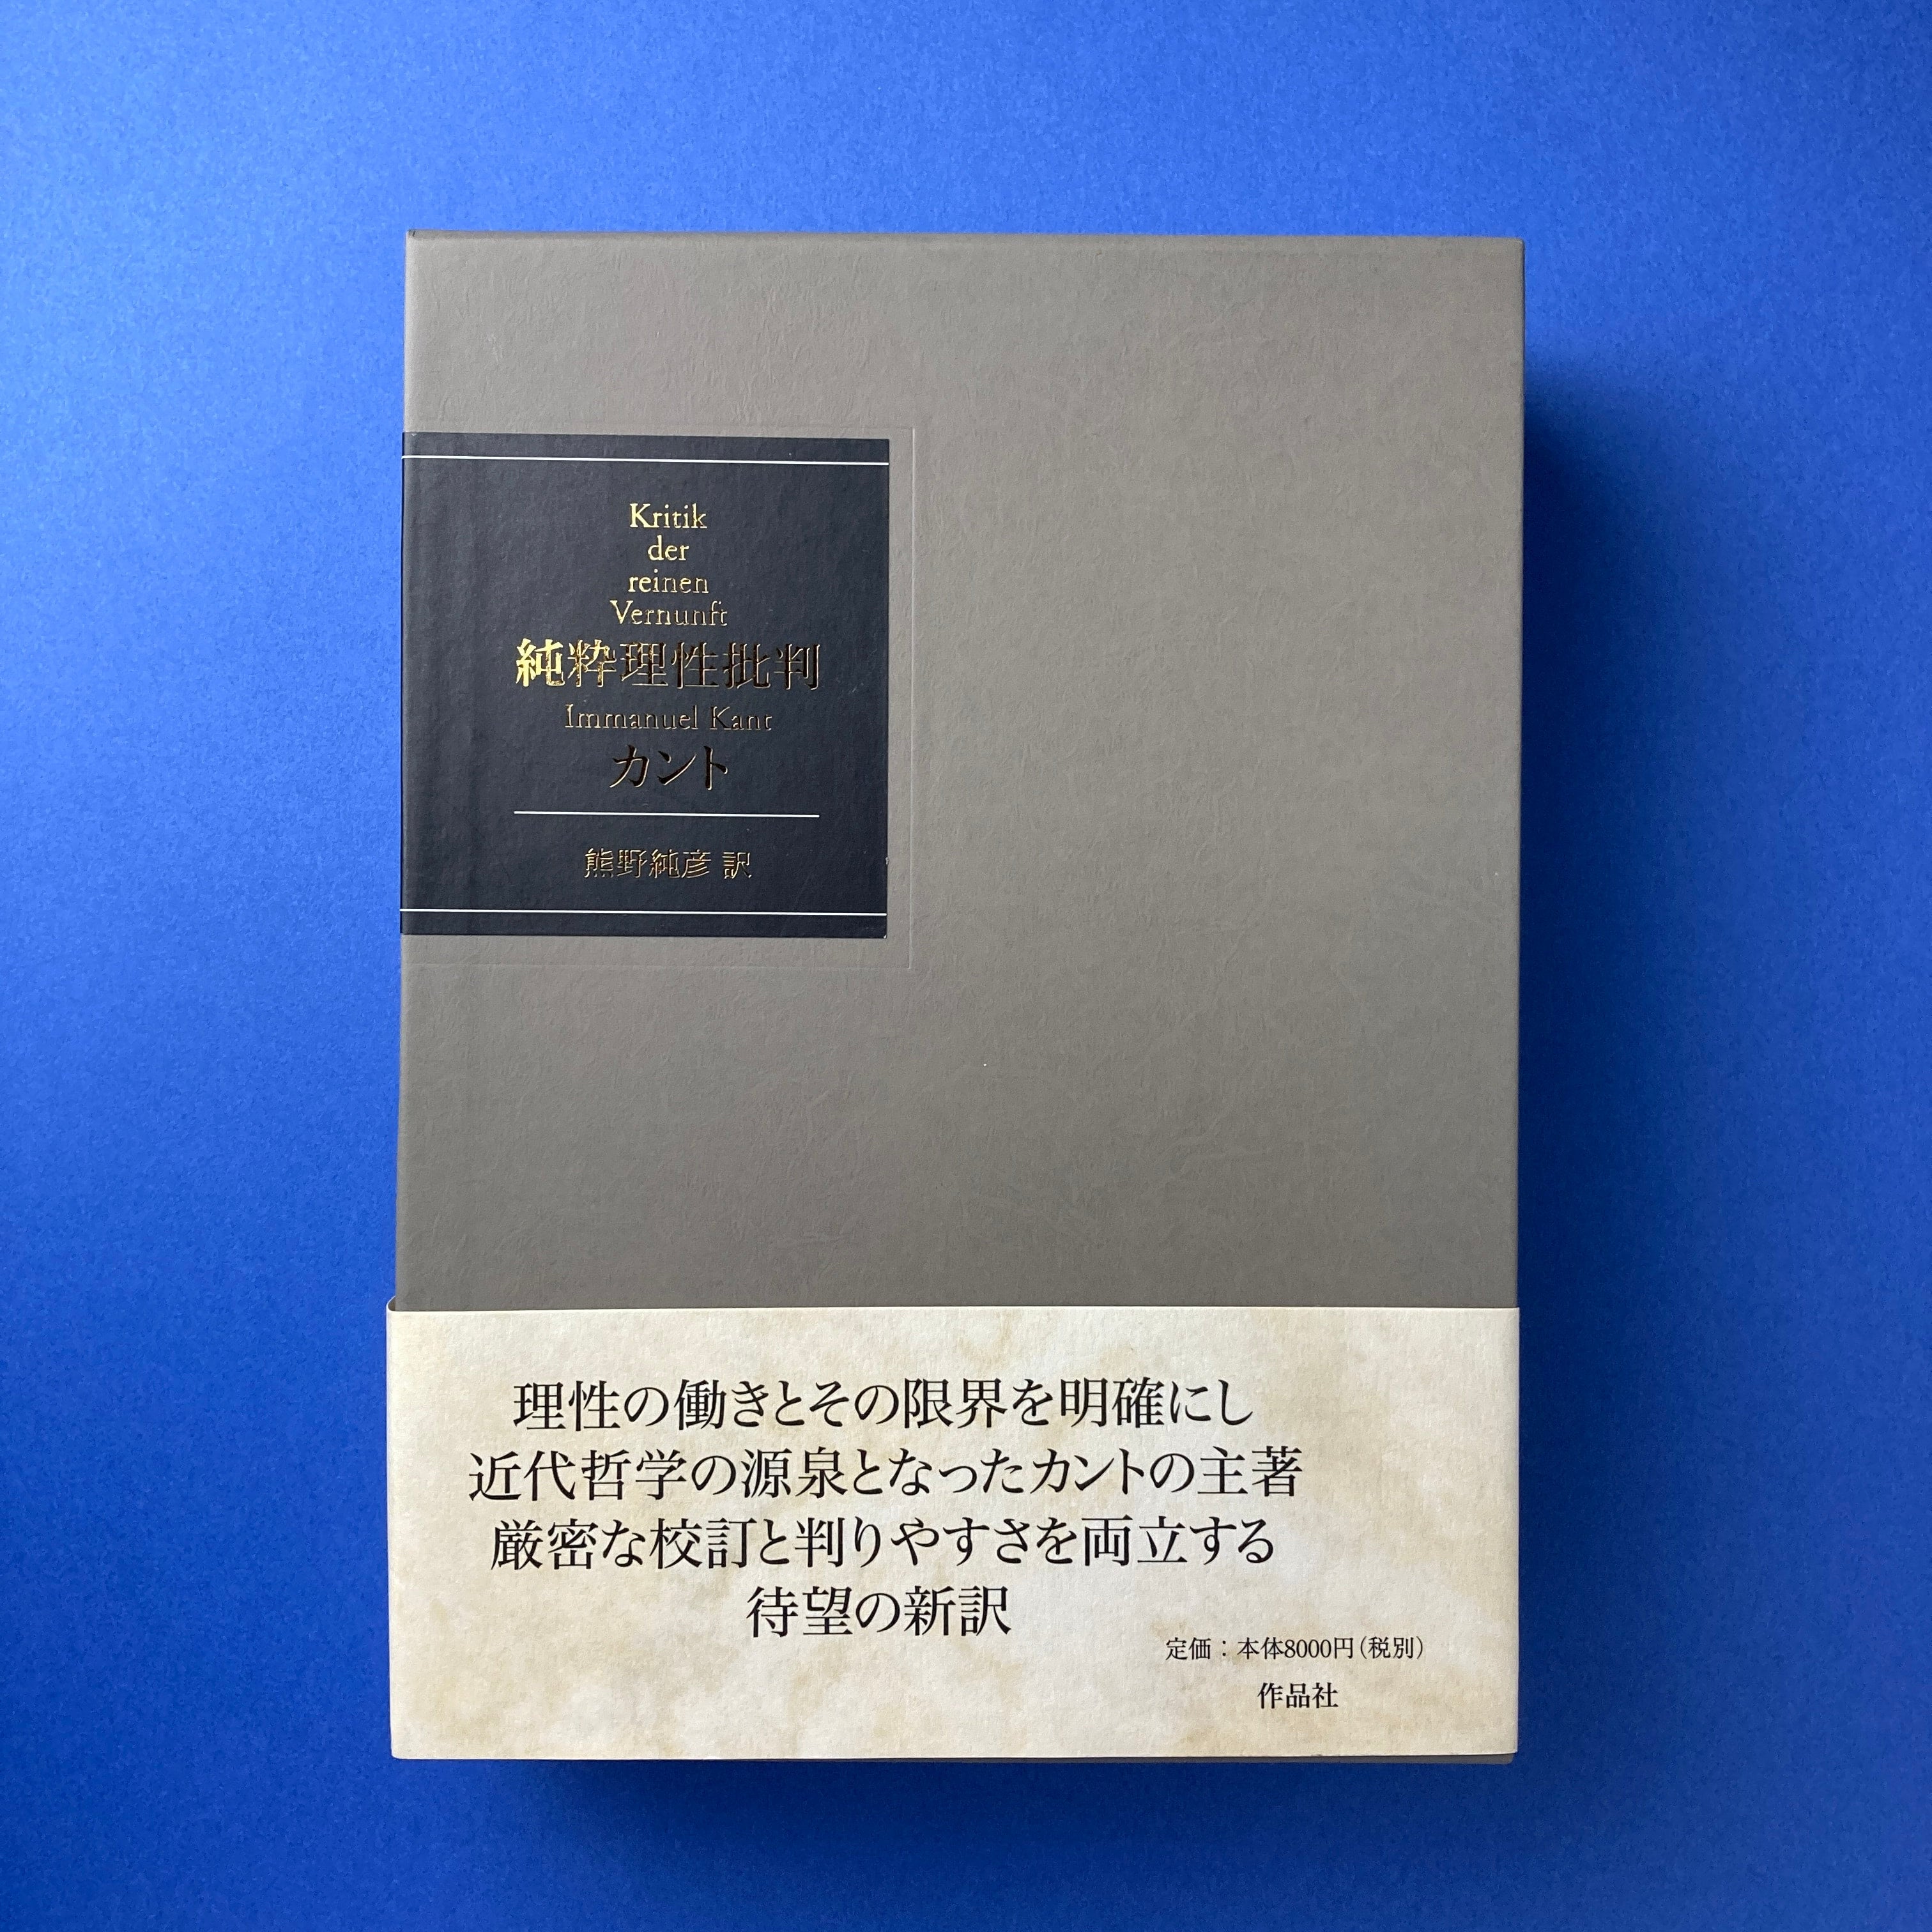 Kritik
der
reinen
Vernunft
純粋理性批判
Immanuel Kant
カント
熊野純彦 訳
理性の働きとその限界を明確にし
近代哲学の源泉となったカントの主著
厳密な校訂と判りやすさを両立する
待望の新訳
定価：本体8000円（税別）
作品社